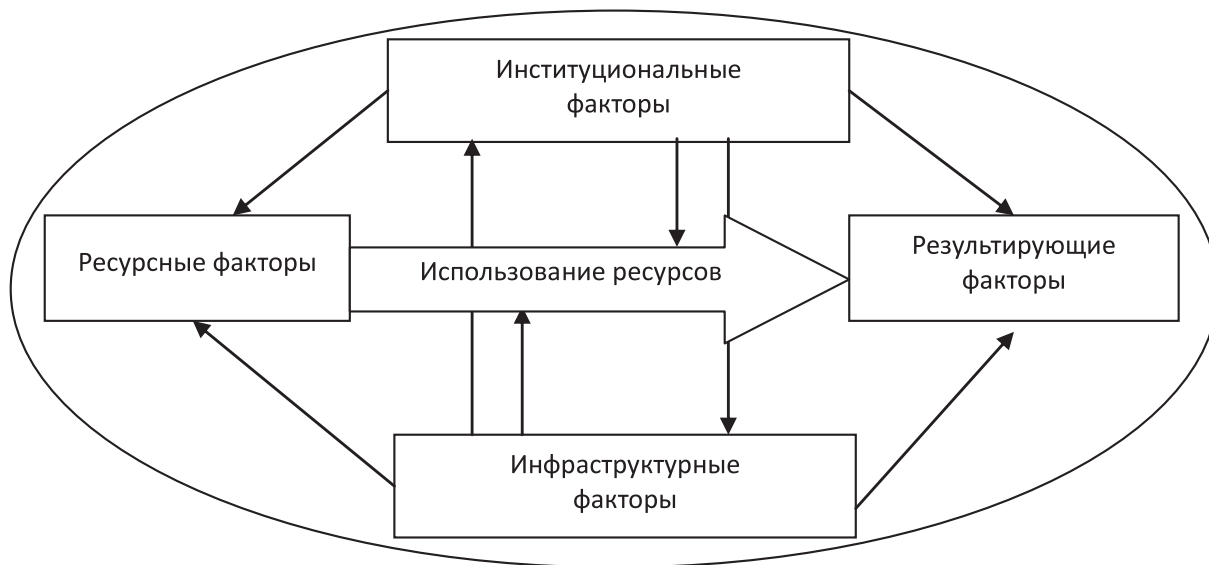 Институциональные
факторы
Ресурсные факторы
Использование ресурсов
Результирующие
факторы
Инфраструктурные
факторы